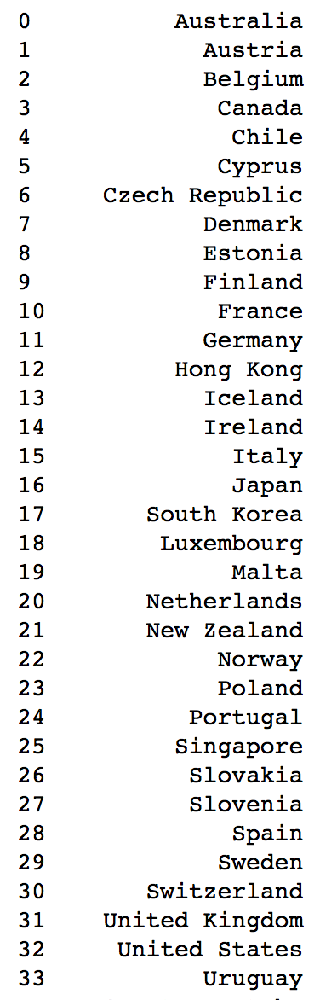 0 Australia
1 Austria
2 Belgium
3 Canada
4 Chile
5 Cyprus
6 Czech Republic
7 Denmark
8 Estonia
9 Finland
10 France
11 Germany
12 Hong Kong
13 Iceland
14 Ireland
15 Italy
16 Japan
17 South Korea
18 Luxembourg
19 Malta
20 Netherlands
21 New Zealand
22 Norway
23 Poland
24 Portugal
25 Singapore
26 Slovakia
27 Slovenia
28 Spain
29 Sweden
30 Switzerland
31 United Kingdom
32 United States
33 Uruguay